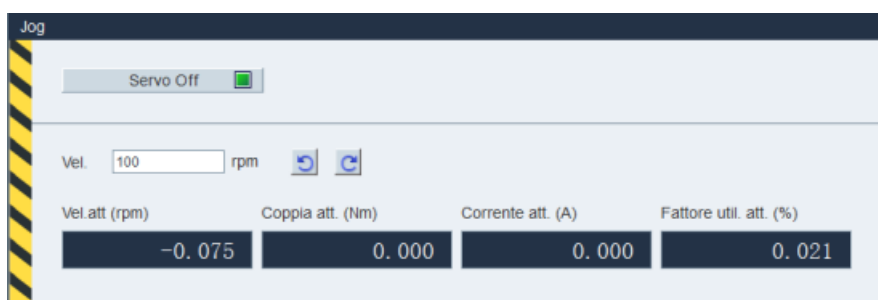 Jog
Servo Off
Vel. 100 rpm
Vel.att (rpm) Coppia att. (Nm) Corrente att. (A) Fattore util. att. (%)
-0.075 0.000 0.000 0.021